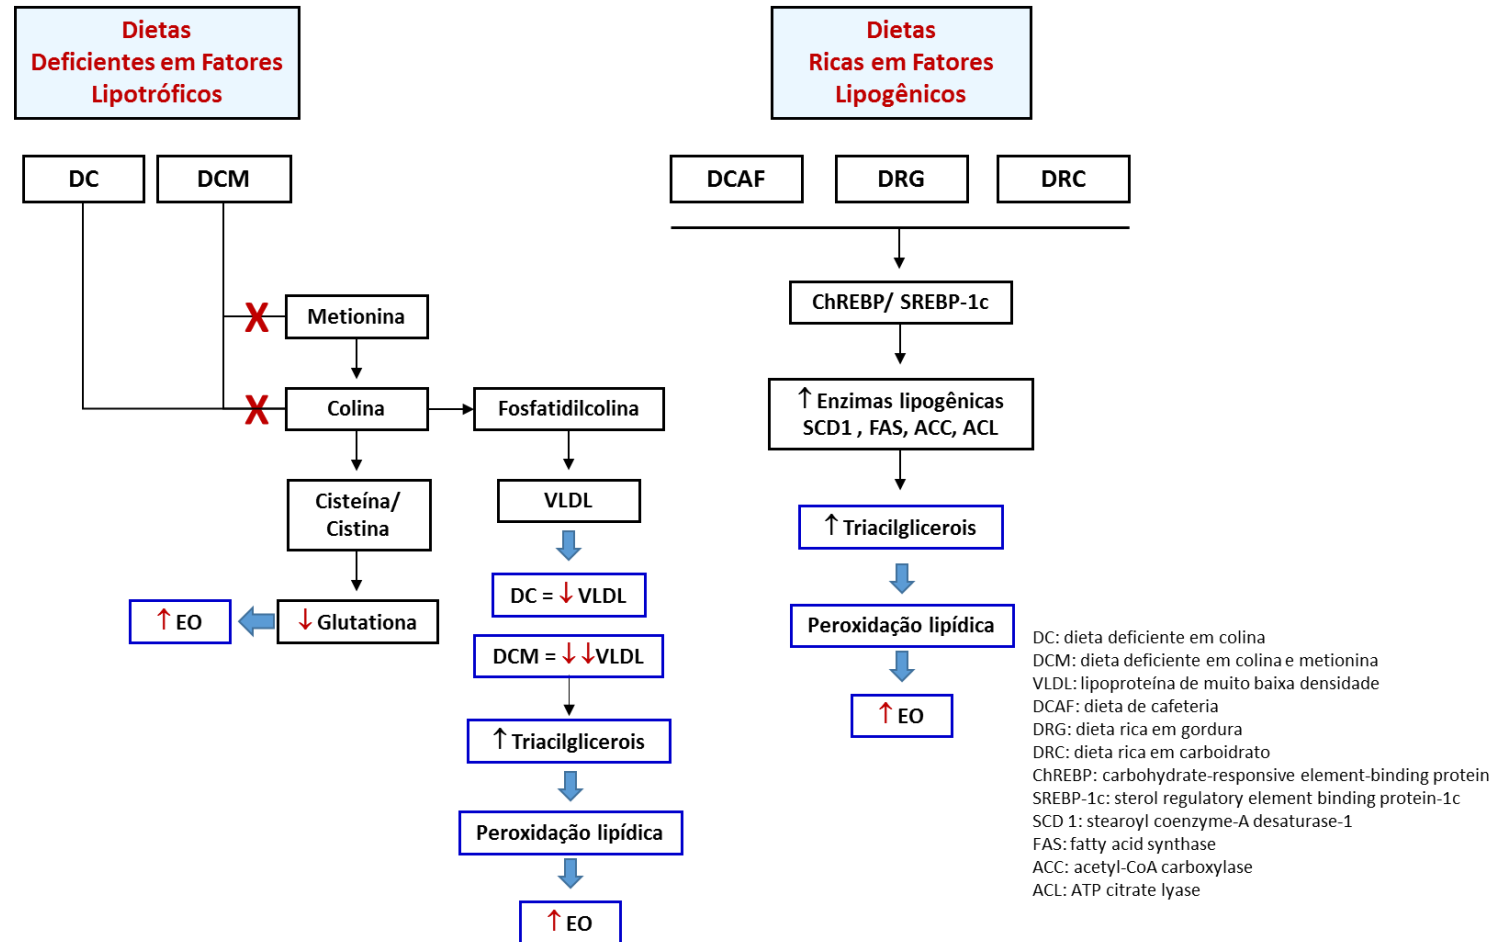 Dietas
Deficientes em Fatores
Lipotróficos
DC
DCM
X
Metionina
X
Colina
Fosfatidilcolina
Cisteína/
Cistina
VLDL
↓ Glutationa
↑ EO
DC = ↓ VLDL
DCM = ↓ ↓ VLDL
↑ Triacilglicerois
Peroxidação lipídica
↑ EO
Dietas
Ricas em Fatores
Lipogênicos
DCAF
DRG
DRC
ChREBP/ SREBP-1c
↑ Enzimas lipogênicas
SCD1 , FAS, ACC, ACL
↑ Triacilglicerois
Peroxidação lipídica
↑ EO
DC: dieta deficiente em colina
DCM: dieta deficiente em colina e metionina
VLDL: lipoproteína de muito baixa densidade
DCAF: dieta de cafeteria
DRG: dieta rica em gordura
DRC: dieta rica em carboidrato
ChREBP: carbohydrate-responsive element-binding protein
SREBP-1c: sterol regulatory element binding protein-1c
SCD 1: stearoyl coenzyme-A desaturase-1
FAS: fatty acid synthase
ACC: acetyl-CoA carboxylase
ACL: ATP citrate lyase